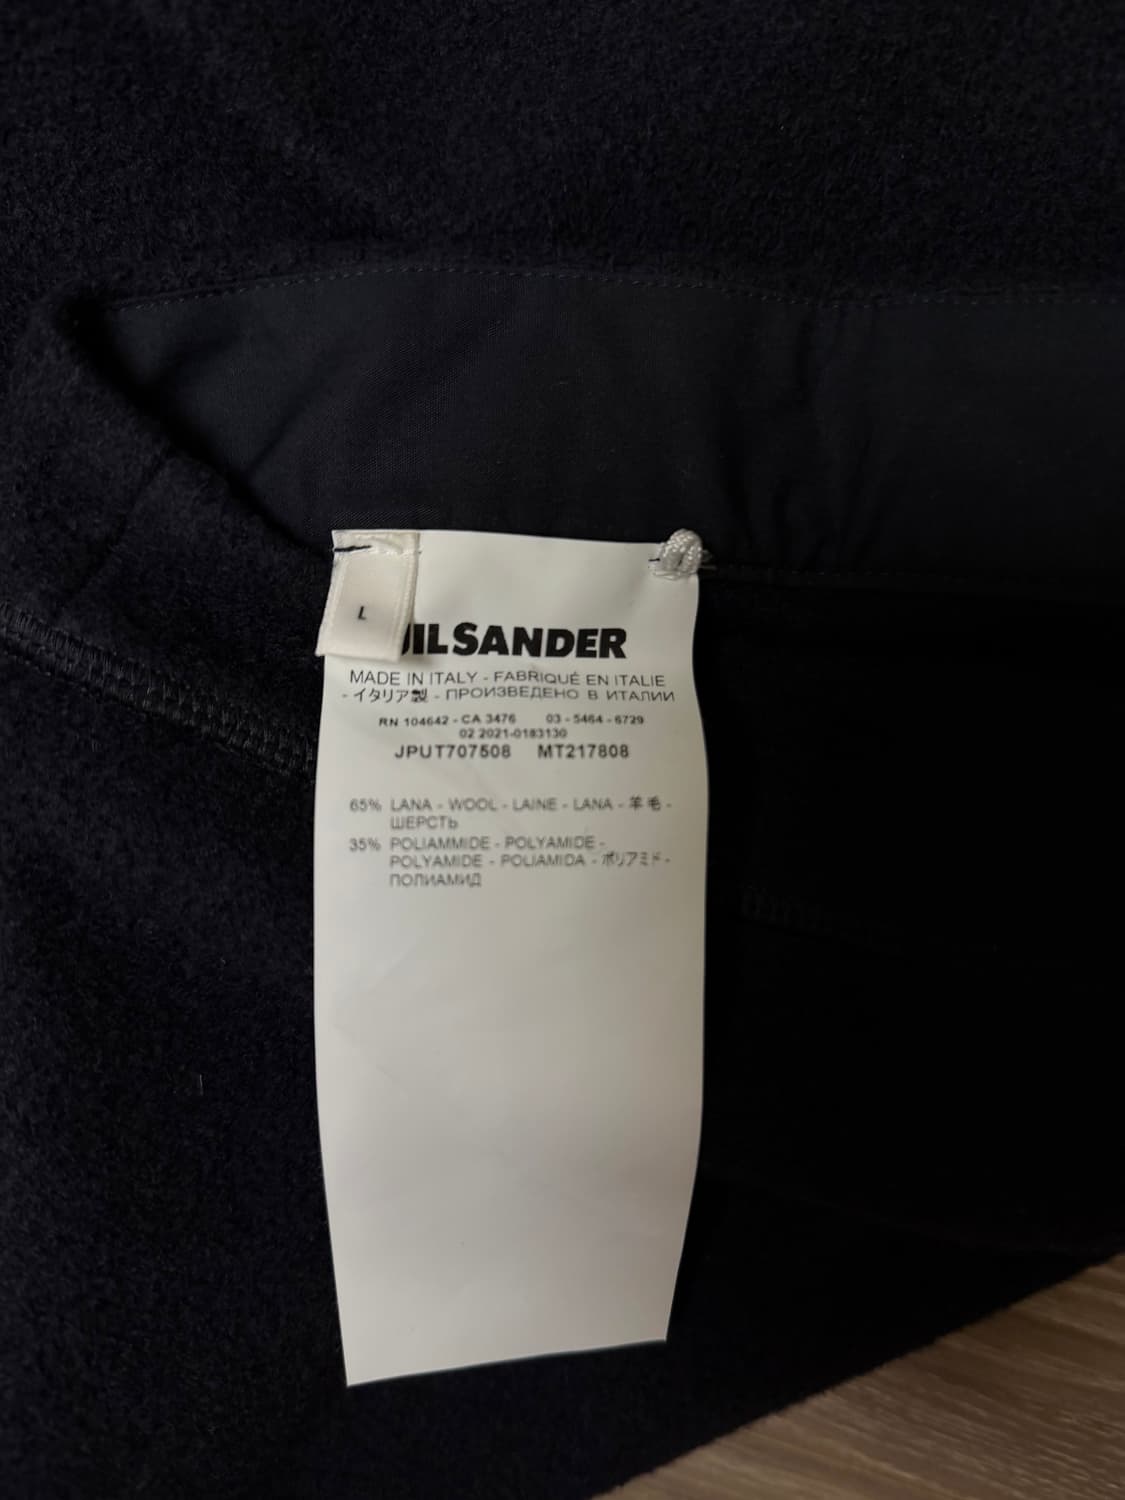 L
JIL SANDER
MADE IN ITALY - FABRIQUÉ EN ITALIE
- イタリア製 - ПРОИЗВЕДЕНО В ИТАЛИИ
RN 104642 - CA 3476 03 - 5464 - 6729
02 2021-0183130
JPUT707508 MT217808
65% LANA - WOOL - LAINE - LANA - 羊毛 -
ШЕРСТЬ
35% POLIAMMIDE - POLYAMIDE -
POLYAMIDE - POLIAMIDA - ポリアミド -
ПОЛИАМИД